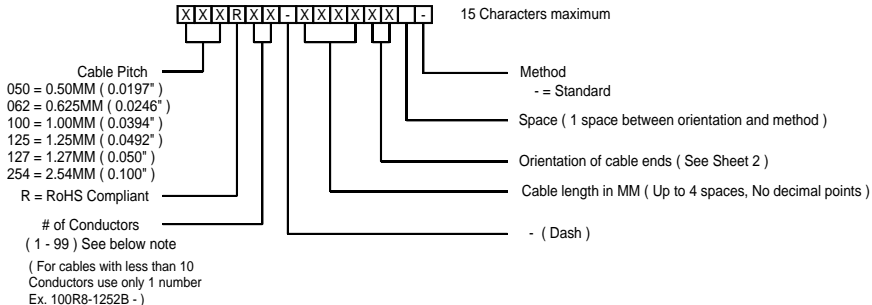 XXXRXX-XXXXXX -
15 Characters maximum
Cable Pitch
050 = 0.50MM ( 0.0197" )
062 = 0.625MM ( 0.0246" )
100 = 1.00MM ( 0.0394" )
125 = 1.25MM ( 0.0492" )
127 = 1.27MM ( 0.050" )
254 = 2.54MM ( 0.100" )
R = RoHS Compliant
# of Conductors
( 1 - 99 ) See below note
( For cables with less than 10
Conductors use only 1 number
Ex. 100R8-1252B - )
Method
- = Standard
Space ( 1 space between orientation and method )
Orientation of cable ends ( See Sheet 2 )
Cable length in MM ( Up to 4 spaces, No decimal points )
- ( Dash )